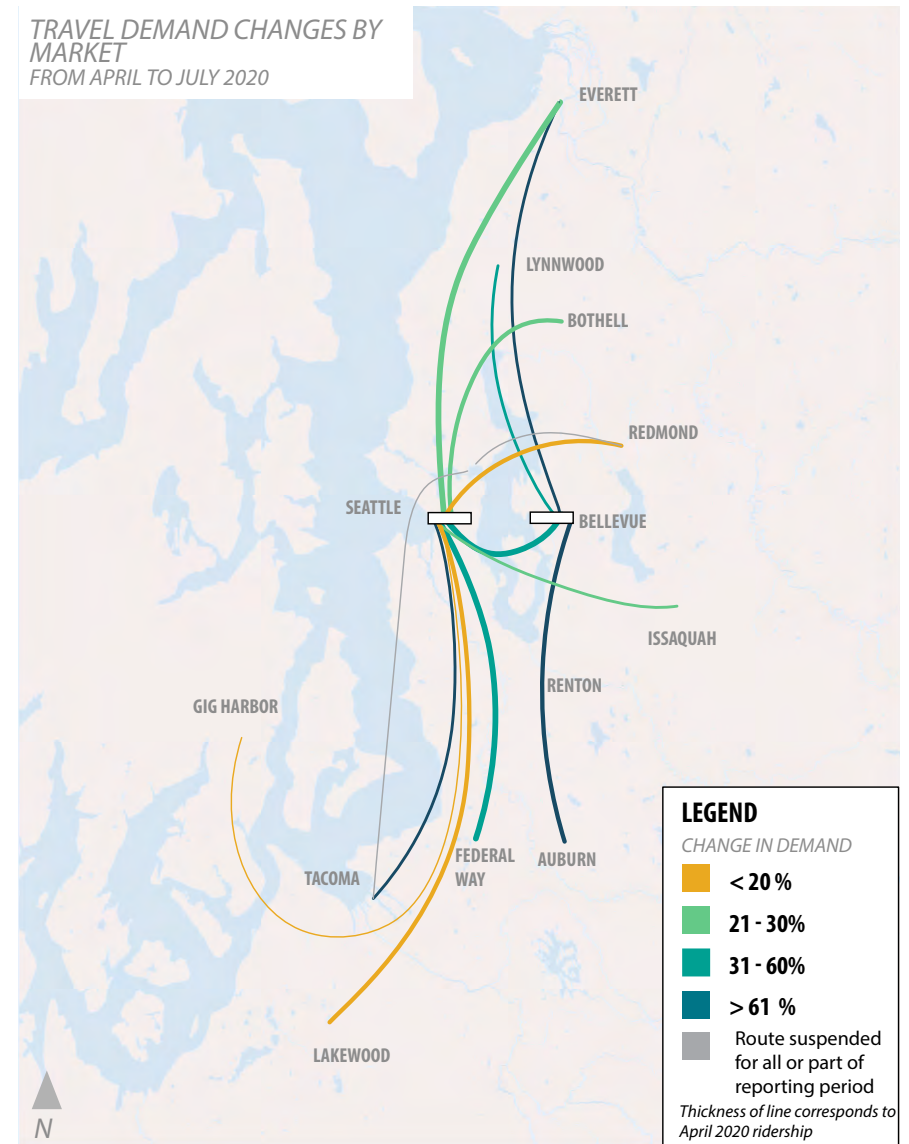 TRAVEL DEMAND CHANGES BY
MARKET
FROM APRIL TO JULY 2020
EVERETT
LYNNWOOD
BOTHELL
REDMOND
SEATTLE
BELLEVUE
ISSAQUAH
RENTON
GIG HARBOR
FEDERAL
WAY
AUBURN
TACOMA
LAKEWOOD
N
LEGEND
CHANGE IN DEMAND
< 20 %
21 - 30%
31 - 60%
> 61 %
Route suspended
for all or part of
reporting period
Thickness of line corresponds to
April 2020 ridership